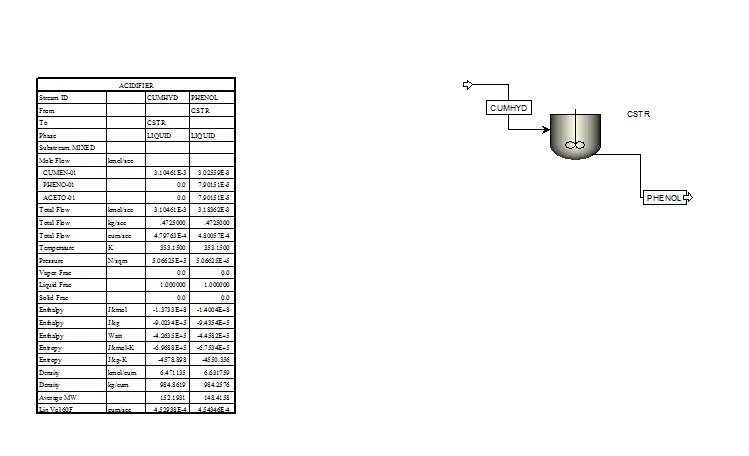 ACIDIFIER
Stream ID CUMHYD PHENOL
From CSTR
To CSTR
Phase LIQUID LIQUID
Substream: MIXED
Mole Flow kmol/sec
CUMEN-01 3.10461E-3 3.02559E-3
PHENO-01 0.0 7.90151E-5
ACETO-01 0.0 7.90151E-5
Total Flow kmol/sec 3.10461E-3 3.18362E-3
Total Flow kg/sec .4725000 .4725000
Total Flow cum/sec 4.79763E-4 4.80057E-4
Temperature K 353.1500 353.1500
Pressure N/sqm 5.06625E+5 5.06625E+5
Vapor Frac 0.0 0.0
Liquid Frac 1.000000 1.000000
Solid Frac 0.0 0.0
Enthalpy J/kmol -1.3733E+8 -1.4004E+8
Enthalpy J/kg -9.0234E+5 -9.4354E+5
Enthalpy Watt -4.2635E+5 -4.4582E+5
Entropy J/kmol-K -6.9688E+5 -6.7534E+5
Entropy J/kg-K -4578.898 -4550.356
Density kmol/cum 6.471135 6.631759
Density kg/cum 984.8619 984.2576
Average MW 152.1931 148.4158
Liq Vol 60F cum/sec 4.52938E-4 4.54346E-4
CUMHYD
CSTR
PHENOL